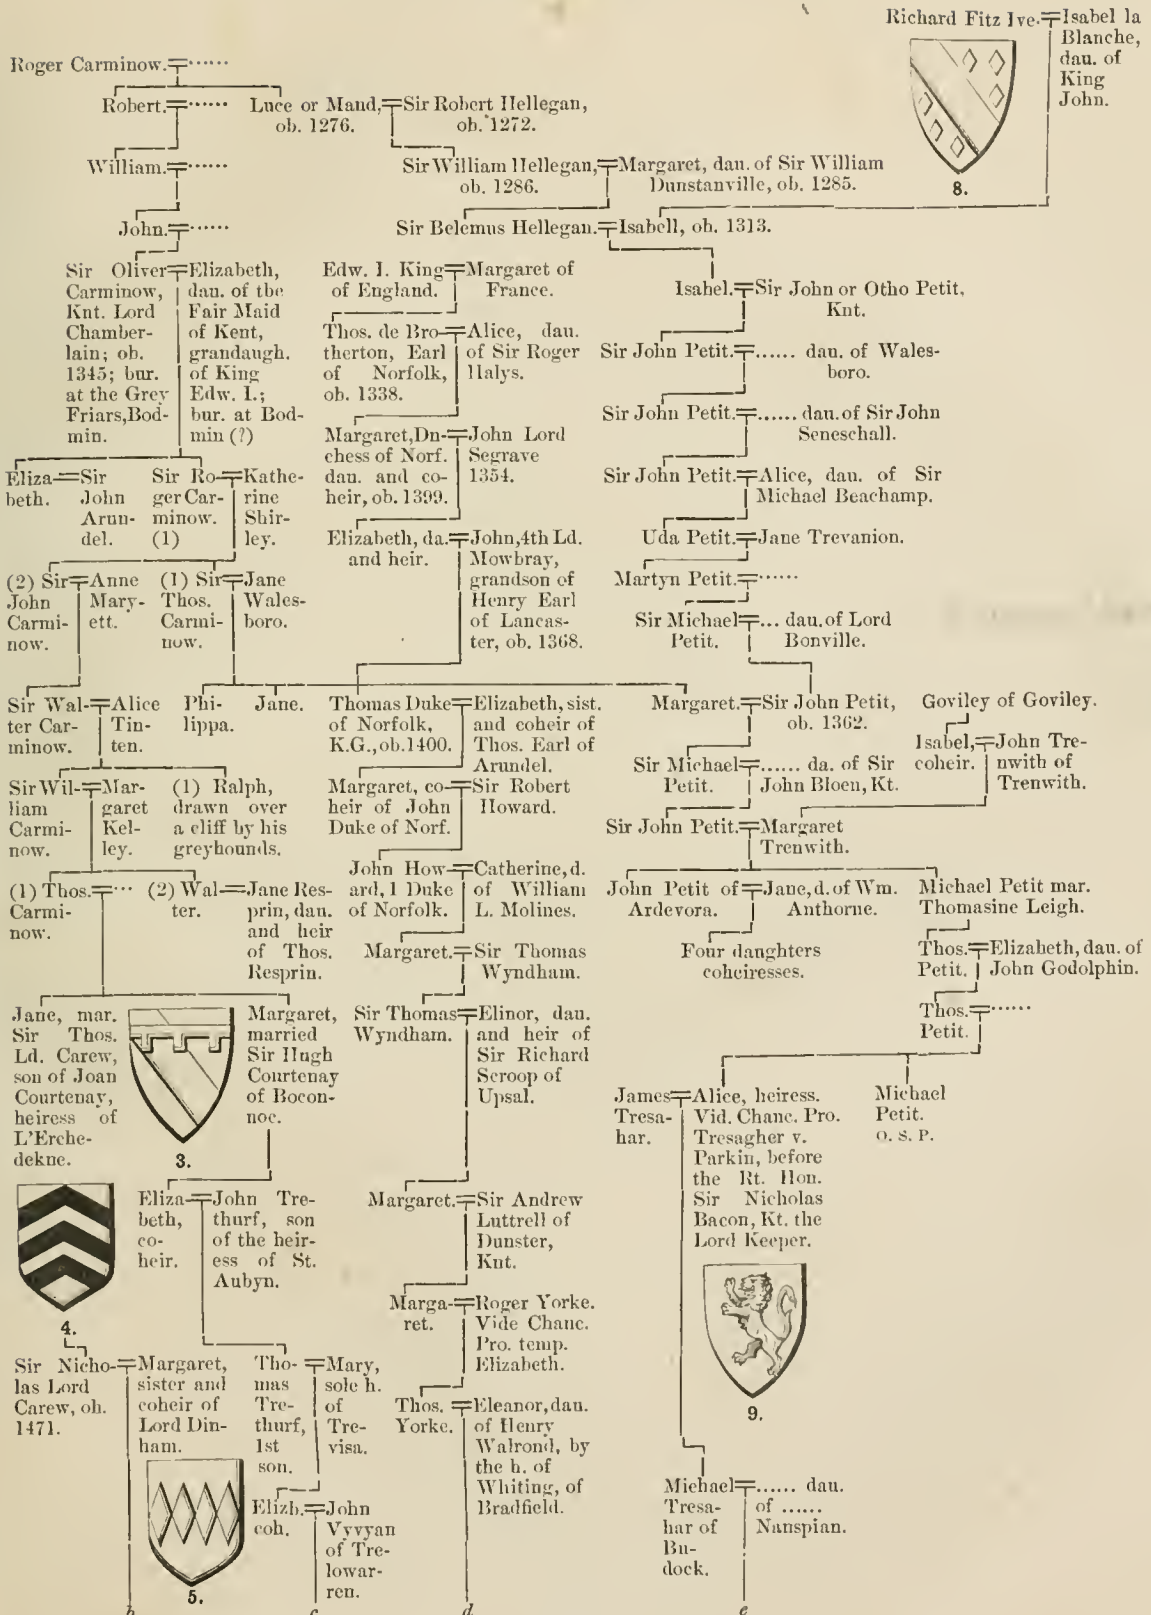 Richard Fitz Ive.
Isabel la
Blanche,
dau. of
King
John.
8.
Roger Carminow. ......
Robert. ......
Luce or Maud,
ob. 1276.
Sir Robert Hellegan,
ob. 1272.
William. ......
Sir William Hellegan,
ob. 1286.
Margaret, dau. of Sir William
Dunstanville, ob. 1285.
John. ......
Sir Belemus Hellegan.
Isabell, ob. 1313.
Sir Oliver
Carminow,
Knt. Lord
Chamber-
lain; ob.
1345; bur.
at the Grey
Friars, Bod-
min.
Elizabeth,
dau. of the
Fair Maid
of Kent,
grandaugh.
of King
Edw. I.;
bur. at Bod-
min (?)
Edw. I. King
of England.
Margaret of
France.
Isabel.
Sir John or Otho Petit,
Knt.
Thos. de Bro-
therton, Earl
of Norfolk,
ob. 1338.
Alice, dau.
of Sir Roger
Halys.
Sir John Petit.
...... dau. of Wales-
boro.
Sir John Petit.
...... dau. of Sir John
Seneschall.
Margaret, Du-
chess of Norf.
dau. and co-
heir, ob. 1399.
John Lord
Segrave
1354.
Eliza-
beth.
Sir
John
Arun-
del.
Sir Ro-
ger Car-
minow.
(1)
Kathe-
rine
Shir-
ley.
Sir John Petit.
Alice, dau. of Sir
Michael Beachamp.
Elizabeth, da.
and heir.
John, 4th Ld.
Mowbray,
grandson of
Henry Earl
of Lancas-
ter, ob. 1368.
Uda Petit.
Jane Trevanion.
(2) Sir
John
Carmi-
now.
Anne
Mary-
ett.
(1) Sir
Thos.
Carmi-
now.
Jane
Wales-
boro.
Martyn Petit. ......
Sir Michael
Petit.
... dau. of Lord
Bonville.
Sir Wal-
ter Car-
minow.
Alice
Tin-
ten.
Phi-
lippa.
Jane.
Thomas Duke
of Norfolk,
K.G., ob. 1400.
Elizabeth, sist.
and coheir of
Thos. Earl of
Arundel.
Margaret.
Sir John Petit,
ob. 1362.
Goviley of Goviley.
Isabel,
coheir.
John Tre-
nwith of
Trenwith.
Sir Wil-
liam
Carmi-
now.
Mar-
garet
Kel-
ley.
(1) Ralph,
drawn over
a cliff by his
greyhounds.
Margaret, co-
heir of John
Duke of Norf.
Sir Robert
Howard.
Sir Michael
Petit.
...... da. of Sir
John Bloen, Kt.
Sir John Petit.
Margaret
Trenwith.
(1) Thos.
Carmi-
now.
...
(2) Wal-
ter.
Jane Res-
prin, dau.
and heir
of Thos.
Resprin.
John How-
ard, 1 Duke
of Norfolk.
Catherine, d.
of William
L. Molines.
John Petit of
Ardevora.
Jane, d. of Wm.
Anthorne.
Michael Petit mar.
Thomasine Leigh.
Margaret.
Sir Thomas
Wyndham.
Four daughters
coheiresses.
Thos.
Petit.
Elizabeth, dau. of
John Godolphin.
Jane, mar.
Sir Thos.
Ld. Carew,
son of Joan
Courtenay,
heiress of
L'Erche-
dekne.
3.
Margaret,
married
Sir Hugh
Courtenay
of Bocon-
noc.
Sir Thomas
Wyndham.
Elinor, dau.
and heir of
Sir Richard
Scroop of
Upsal.
Thos.
Petit.
......
James
Tresa-
har.
Alice, heiress.
Vid. Chanc. Pro.
Tresagher v.
Parkin, before
the Rt. Hon.
Sir Nicholas
Bacon, Kt. the
Lord Keeper.
Michael
Petit.
O. S. P.
4.
Eliza-
beth,
co-
heir.
John Tre-
thurf, son
of the heir-
ess of St.
Aubyn.
Margaret.
Sir Andrew
Luttrell of
Dunster,
Knt.
Marga-
ret.
Roger Yorke.
Vide Chanc.
Pro. temp.
Elizabeth.
9.
Sir Nicho-
las Lord
Carew, ob.
1471.
Margaret,
sister and
coheir of
Lord Din-
ham.
5.
Tho-
mas
Tre-
thurf,
1st
son.
Mary,
sole h.
of
Tre-
visa.
Thos.
Yorke.
Eleanor, dau.
of Henry
Walrond, by
the h. of
Whiting, of
Bradfield.
Elizb.
coh.
John
Vyvyan
of Tre-
lowar-
ren.
Michael
Tresa-
har of
Bu-
dock.
...... dau.
of ......
Nanspian.
b
c
d
e